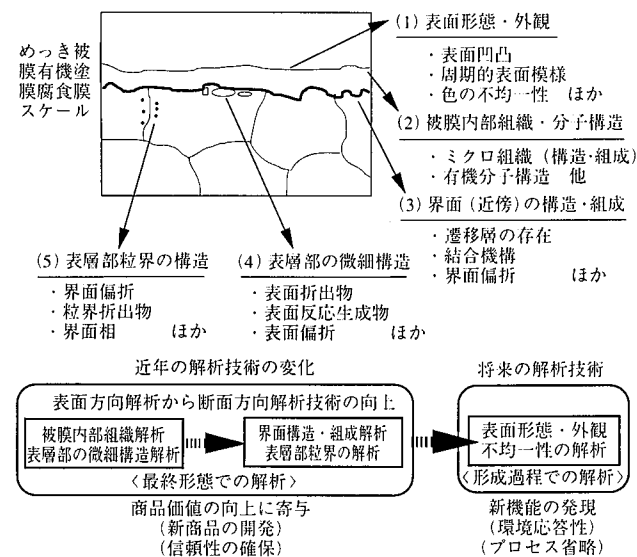 (1) 表面形態・外観
・表面凹凸
・周期的表面模様
・色の不均一性 ほか
めっき被
膜有機塗
膜腐食膜
スケール
(2) 被膜内部組織・分子構造
・ミクロ組織 (構造・組成)
・有機分子構造 他
(3) 界面 (近傍) の構造・組成
・遷移層の存在
・結合機構
・界面偏折 ほか
(5) 表層部粒界の構造
・界面偏折
・粒界折出物
・界面相 ほか
(4) 表層部の微細構造
・表面折出物
・表面反応生成物
・表面偏折 ほか
近年の解析技術の変化
表面方向解析から断面方向解析技術の向上
被膜内部組織解析
表層部の微細構造解析
界面構造・組成解析
表層部粒界の解析
〈最終形態での解析〉
商品価値の向上に寄与
(新商品の開発)
(信頼性の確保)
将来の解析技術
表面形態・外観
不均一性の解析
〈形成過程での解析〉
新機能の発現
(環境応答性)
(プロセス省略)